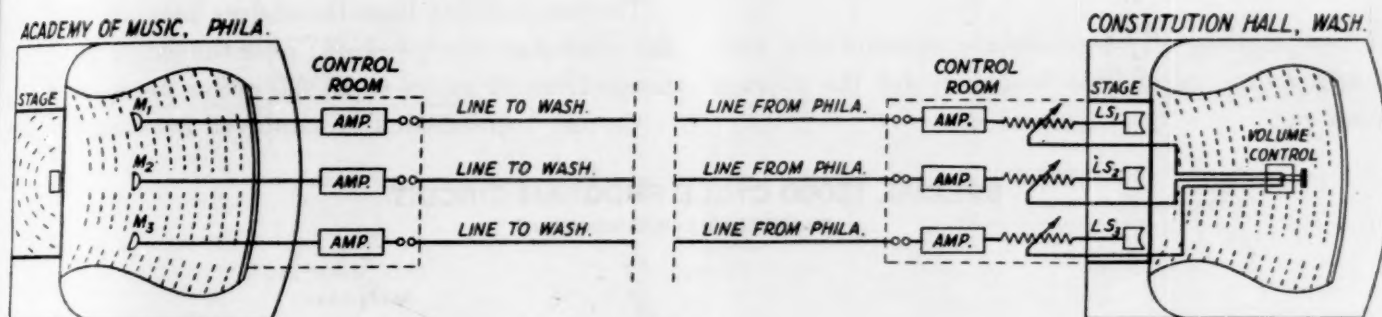 ACADEMY OF MUSIC, PHILA.
STAGE
M₁
M₂
M₃
CONTROL
ROOM
AMP.
AMP.
AMP.
LINE TO WASH.
LINE TO WASH.
LINE TO WASH.
LINE FROM PHILA.
LINE FROM PHILA.
LINE FROM PHILA.
CONTROL
ROOM
AMP.
AMP.
AMP.
CONSTITUTION HALL, WASH.
STAGE
LS₁
LS₂
LS₃
VOLUME
CONTROL